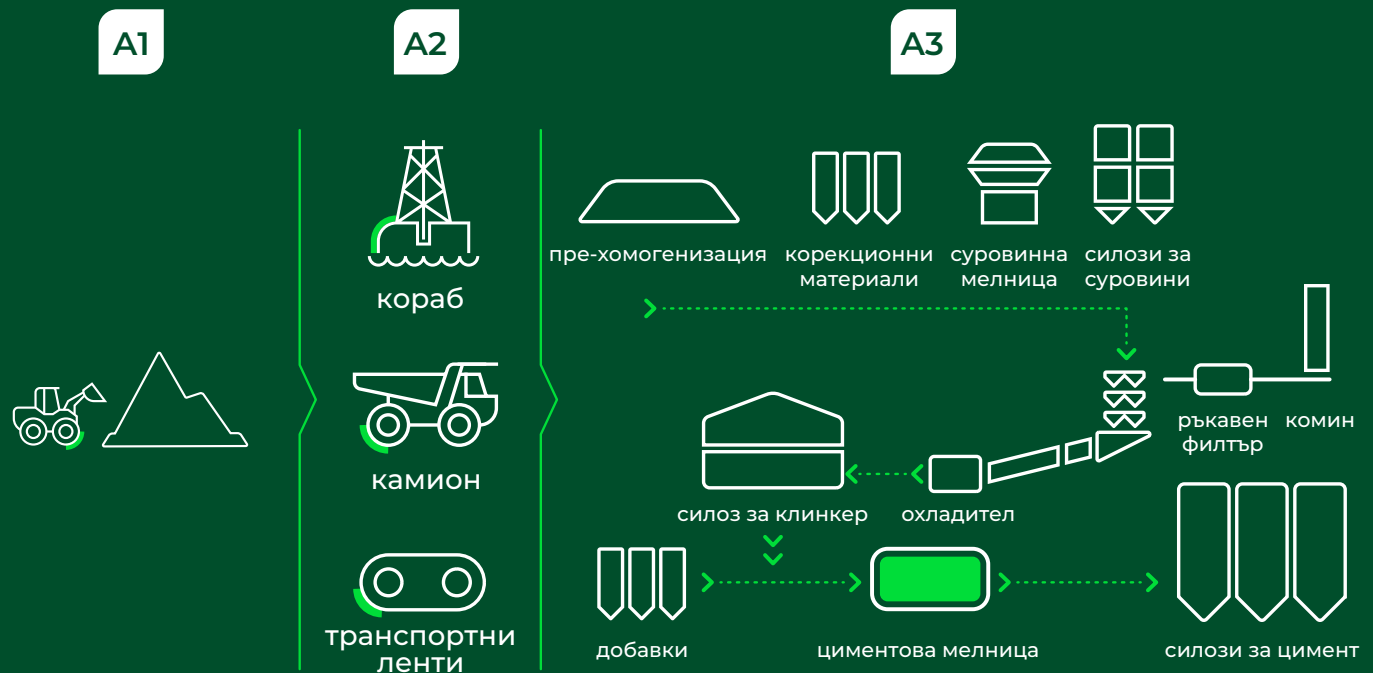 A1
A2
A3
кораб
камион
транспортни
ленти
пре-хомогенизация
корекционни
материали
суровинна
мелница
силози за
суровини
ръкавен
филтър
комин
силоз за клинкер
охладител
добавки
циментова мелница
силози за цимент